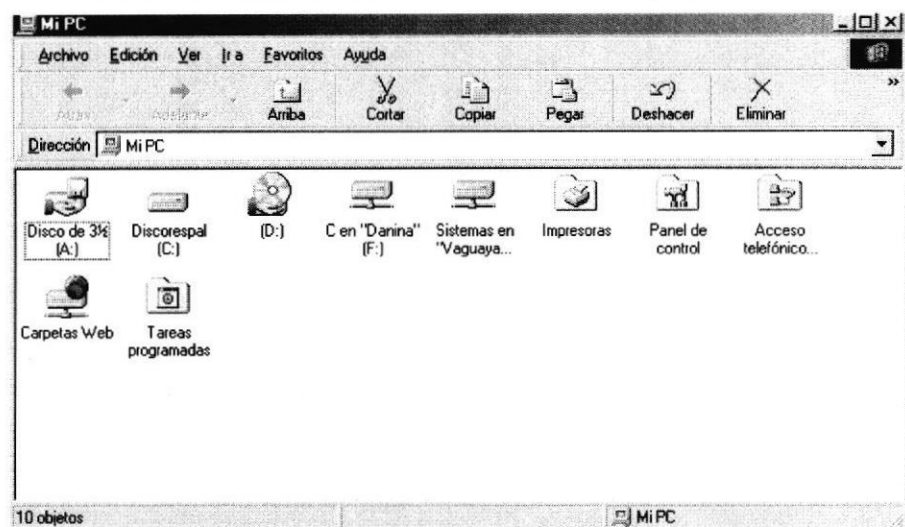 Mi PC
Archivo Edición Ver Ir a Favoritos Ayuda
Atrás Adelante Arriba Cortar Copiar Pegar Deshacer Eliminar »
Dirección Mi PC
Disco de 3½ (A:)
Discorespal (C:)
(D:)
C en "Danina" (F:)
Sistemas en "Vaguaya...
Impresoras
Panel de control
Acceso telefónico...
Carpetas Web
Tareas programadas
10 objetos
Mi PC